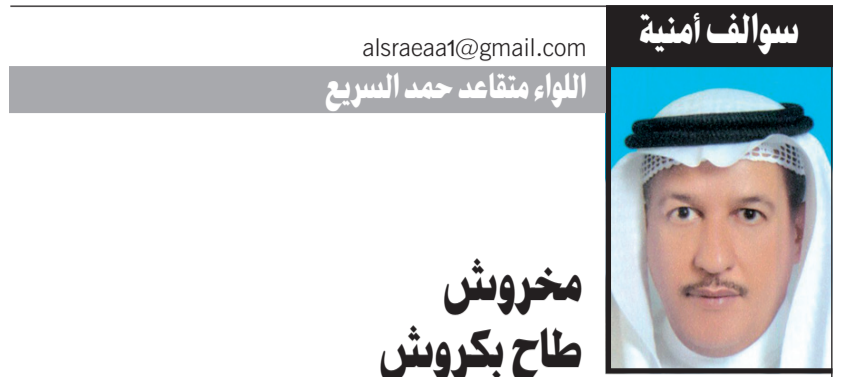 سوالف أمنية
alsraeaa1@gmail.com
اللواء متقاعد حمد السريع
مخروش
طاح بكروش